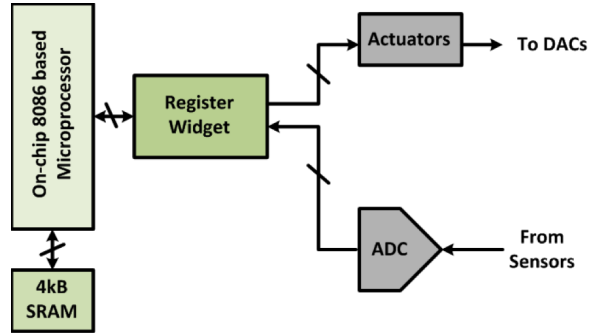 On-chip 8086 based
Microprocessor
Register
Widget
Actuators
To DACs
ADC
From
Sensors
4kB
SRAM